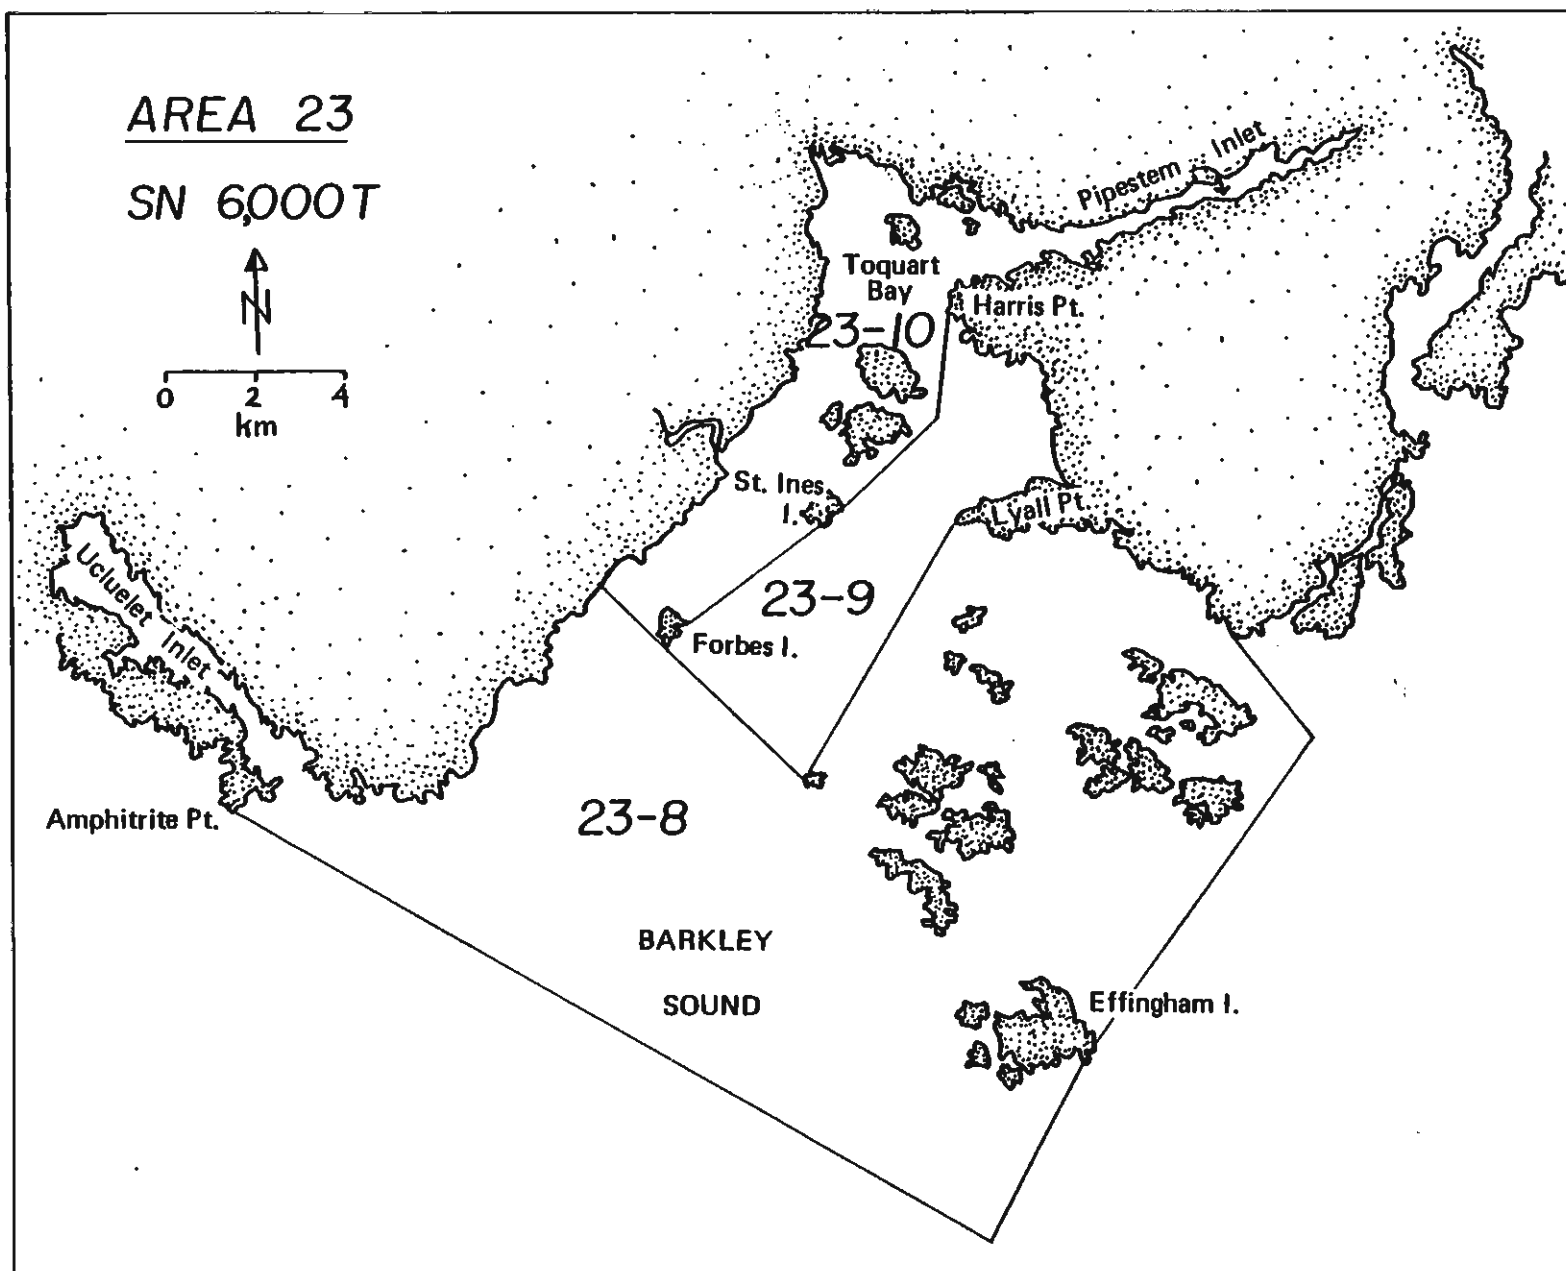 AREA 23
SN 6,000T
N
0 2 4
km
Pipestem Inlet
Toquart
Bay
Harris Pt.
23-10
St. Ines
I.
Lyall Pt
23-9
Forbes I.
Ucluelet Inlet
Amphitrite Pt.
23-8
BARKLEY
SOUND
Effingham I.